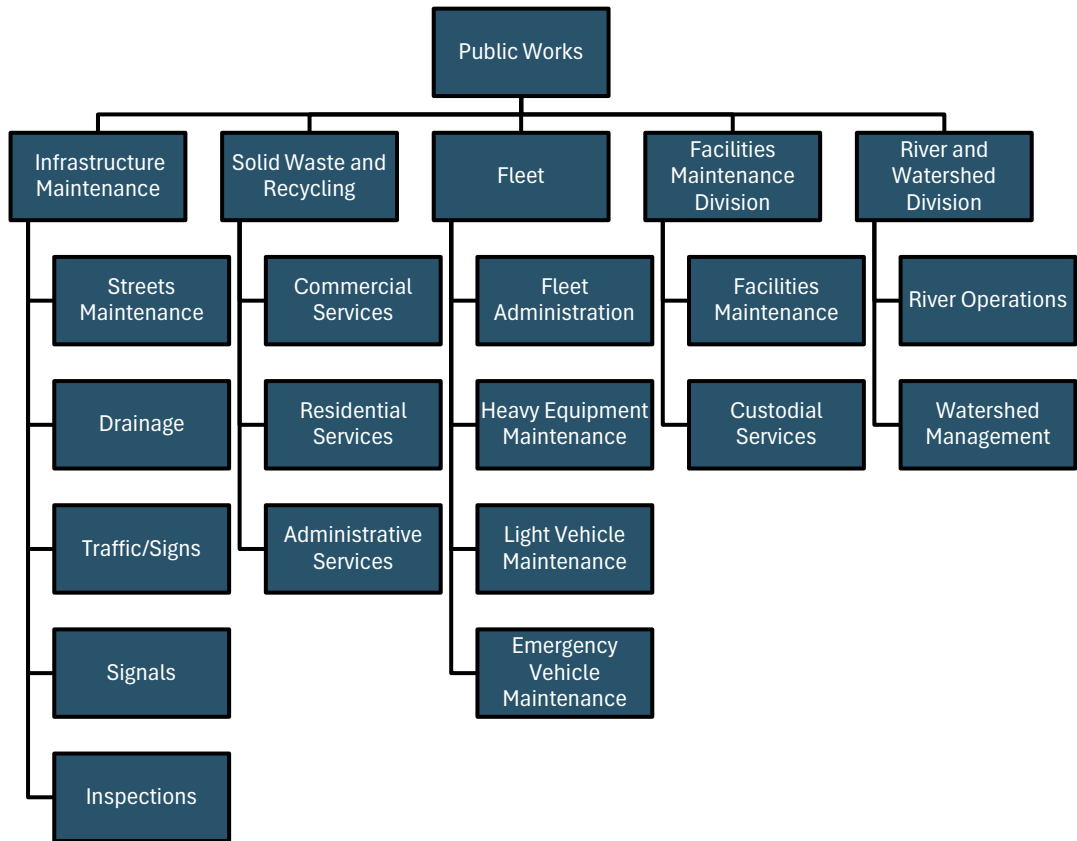 Public Works
Infrastructure
Maintenance
Streets
Maintenance
Drainage
Traffic/Signs
Signals
Inspections
Solid Waste and
Recycling
Commercial
Services
Residential
Services
Administrative
Services
Fleet
Fleet
Administration
Heavy Equipment
Maintenance
Light Vehicle
Maintenance
Emergency
Vehicle
Maintenance
Facilities
Maintenance
Division
Facilities
Maintenance
Custodial
Services
River and
Watershed
Division
River Operations
Watershed
Management